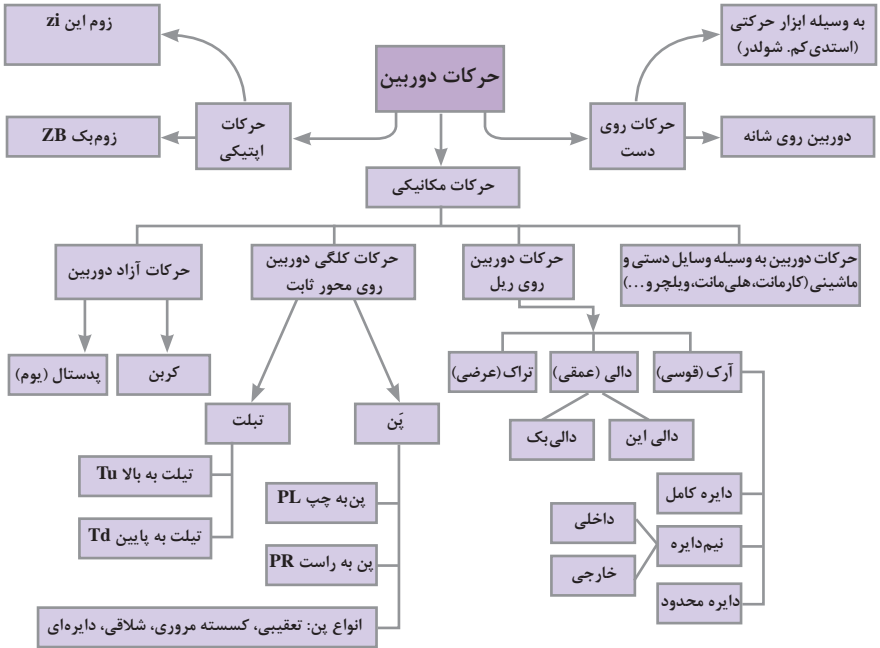 حرکات دوربین
به وسیله ابزار حرکتی
(استدی‌کم. شولدر)
زوم این zi
حرکات روی
دست
دوربین روی شانه
حرکات
اپتیکی
زوم‌بک ZB
حرکات مکانیکی
حرکات دوربین به وسیله وسایل دستی و
ماشینی(کارمانت،هلی‌مانت،ویلچرو...)
حرکات دوربین
روی ریل
حرکات کلگی دوربین
روی محور ثابت
حرکات آزاد دوربین
آرک (قوسی)
دالی (عمقی)
تراک(عرضی)
کربن
پدستال (یوم)
دالی این
دالی‌بک
پَن
تبلت
تیلت به بالا Tu
تیلت به پایین Td
پن‌به چپ PL
پن به راست PR
انواع پن: تعقیبی، کسسته مروری، شلاقی، دایره‌ای
دایره کامل
نیم‌دایره
داخلی
خارجی
دایره محدود